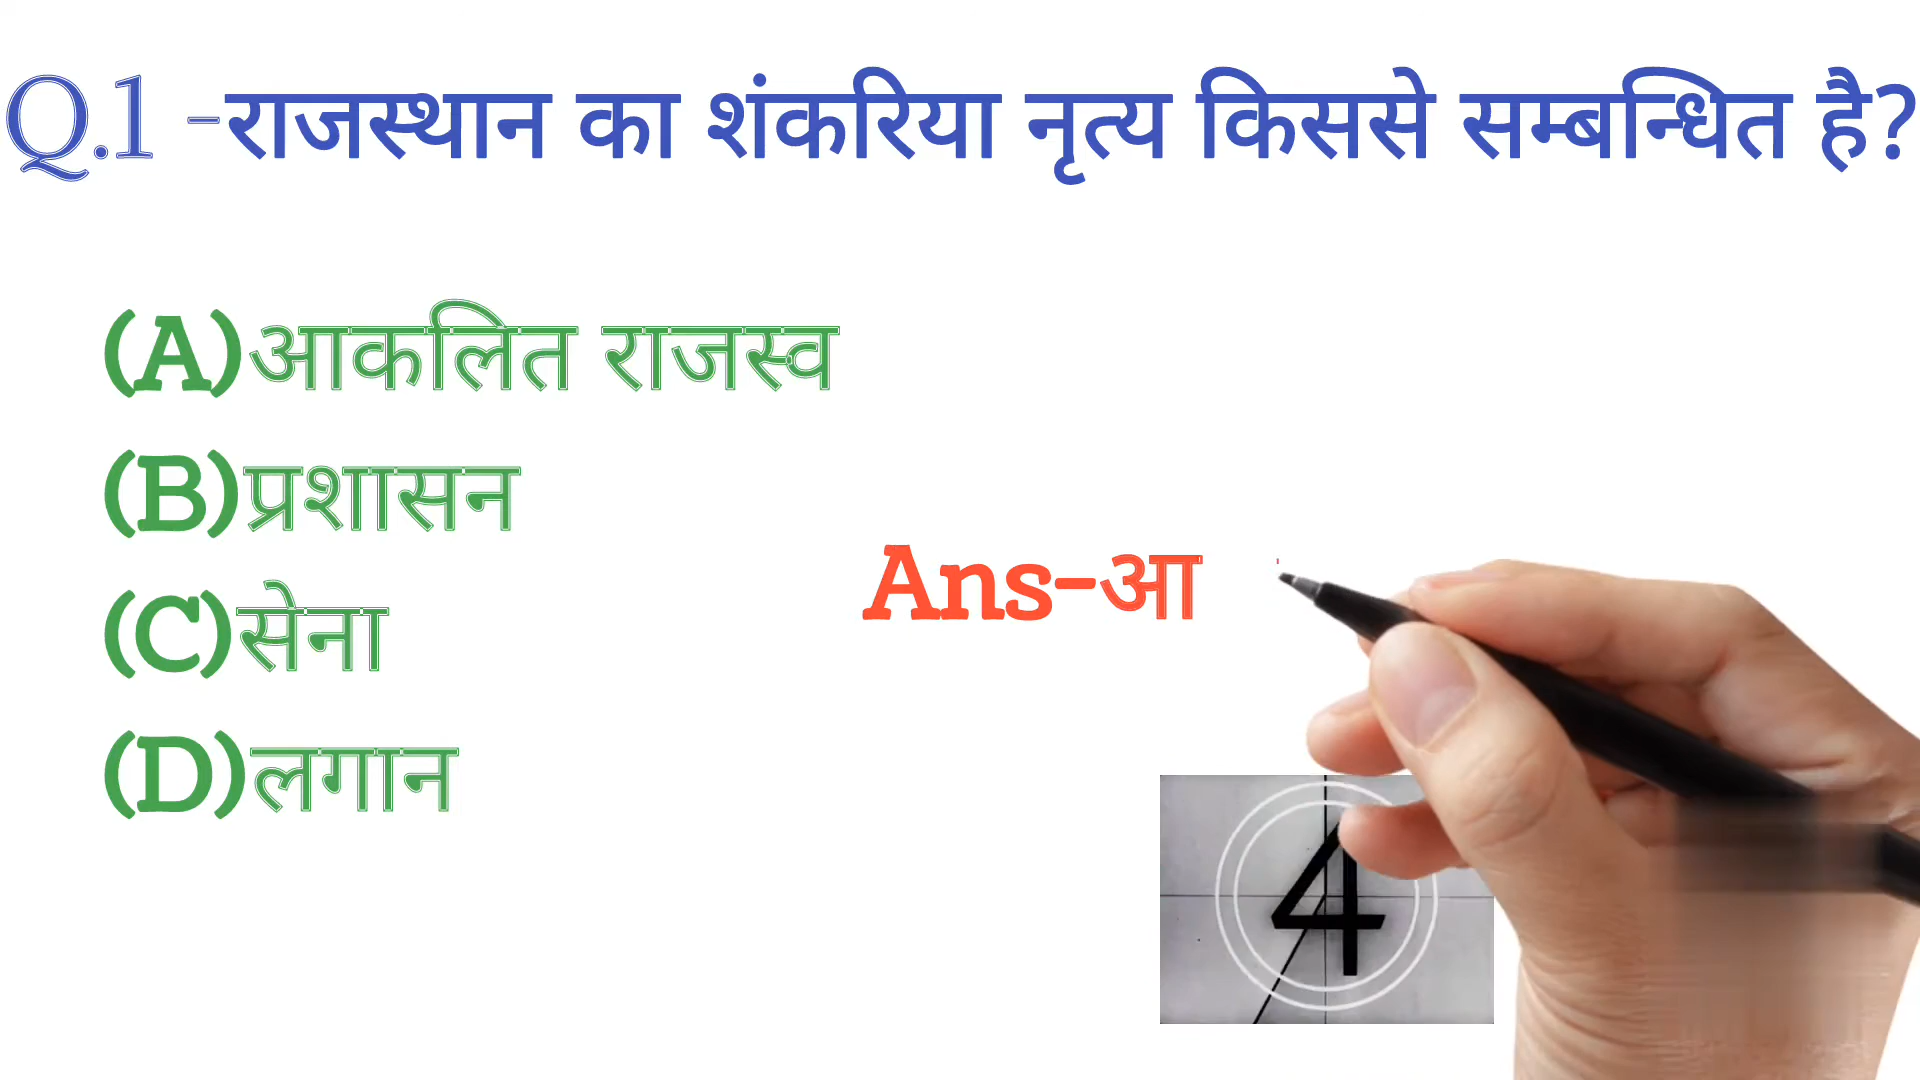 Q.1 -राजस्थान का शंकरिया नृत्य किससे सम्बन्धित है?
(A)आकलित राजस्व
(B)प्रशासन
(C)सेना
(D)लगान
Ans-आ
4